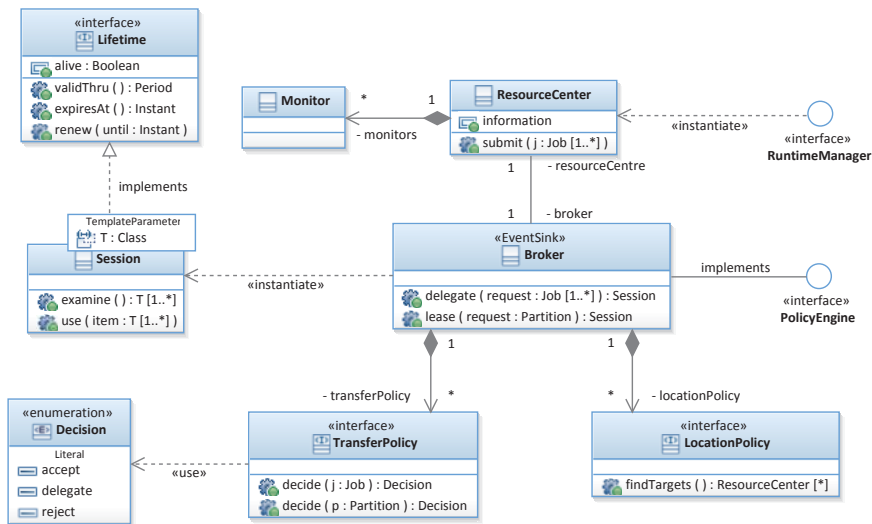 «interface»
Lifetime
alive : Boolean
validThru ( ) : Period
expiresAt ( ) : Instant
renew ( until : Instant )
implements
TemplateParameter
T : Class
Session
examine ( ) : T [1..*]
use ( item : T [1..*] )
Monitor
*
- monitors
1
ResourceCenter
information
submit ( j : Job [1..*] )
«instantiate»
«interface»
RuntimeManager
- resourceCentre
1
1
- broker
«EventSink»
Broker
delegate ( request : Job [1..*] ) : Session
lease ( request : Partition ) : Session
«instantiate»
implements
«interface»
PolicyEngine
1
- transferPolicy
*
1
*
- locationPolicy
«enumeration»
Decision
Literal
accept
delegate
reject
«use»
«interface»
TransferPolicy
decide ( j : Job ) : Decision
decide ( p : Partition ) : Decision
«interface»
LocationPolicy
findTargets ( ) : ResourceCenter [*]